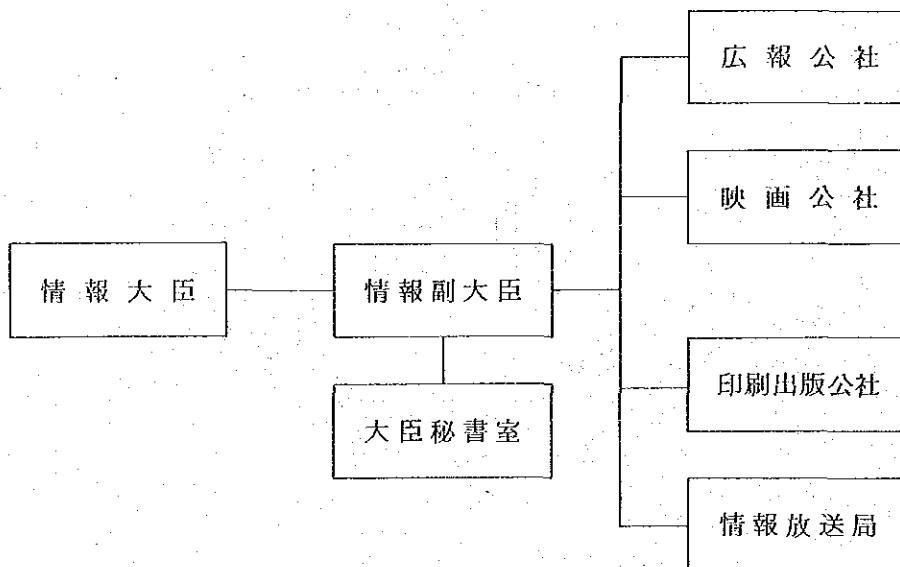 広報公社
映画公社
情報大臣
情報副大臣
印刷出版公社
大臣秘書室
情報放送局